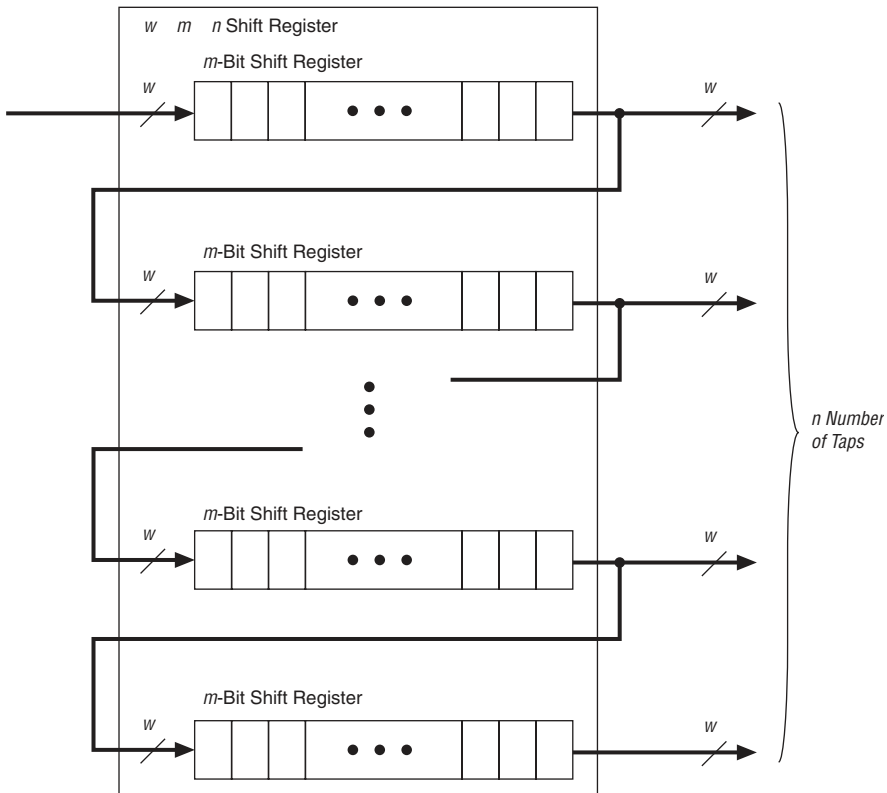 w m n Shift Register
m-Bit Shift Register
w
w
m-Bit Shift Register
w
w
n Number
of Taps
m-Bit Shift Register
w
w
m-Bit Shift Register
w
w